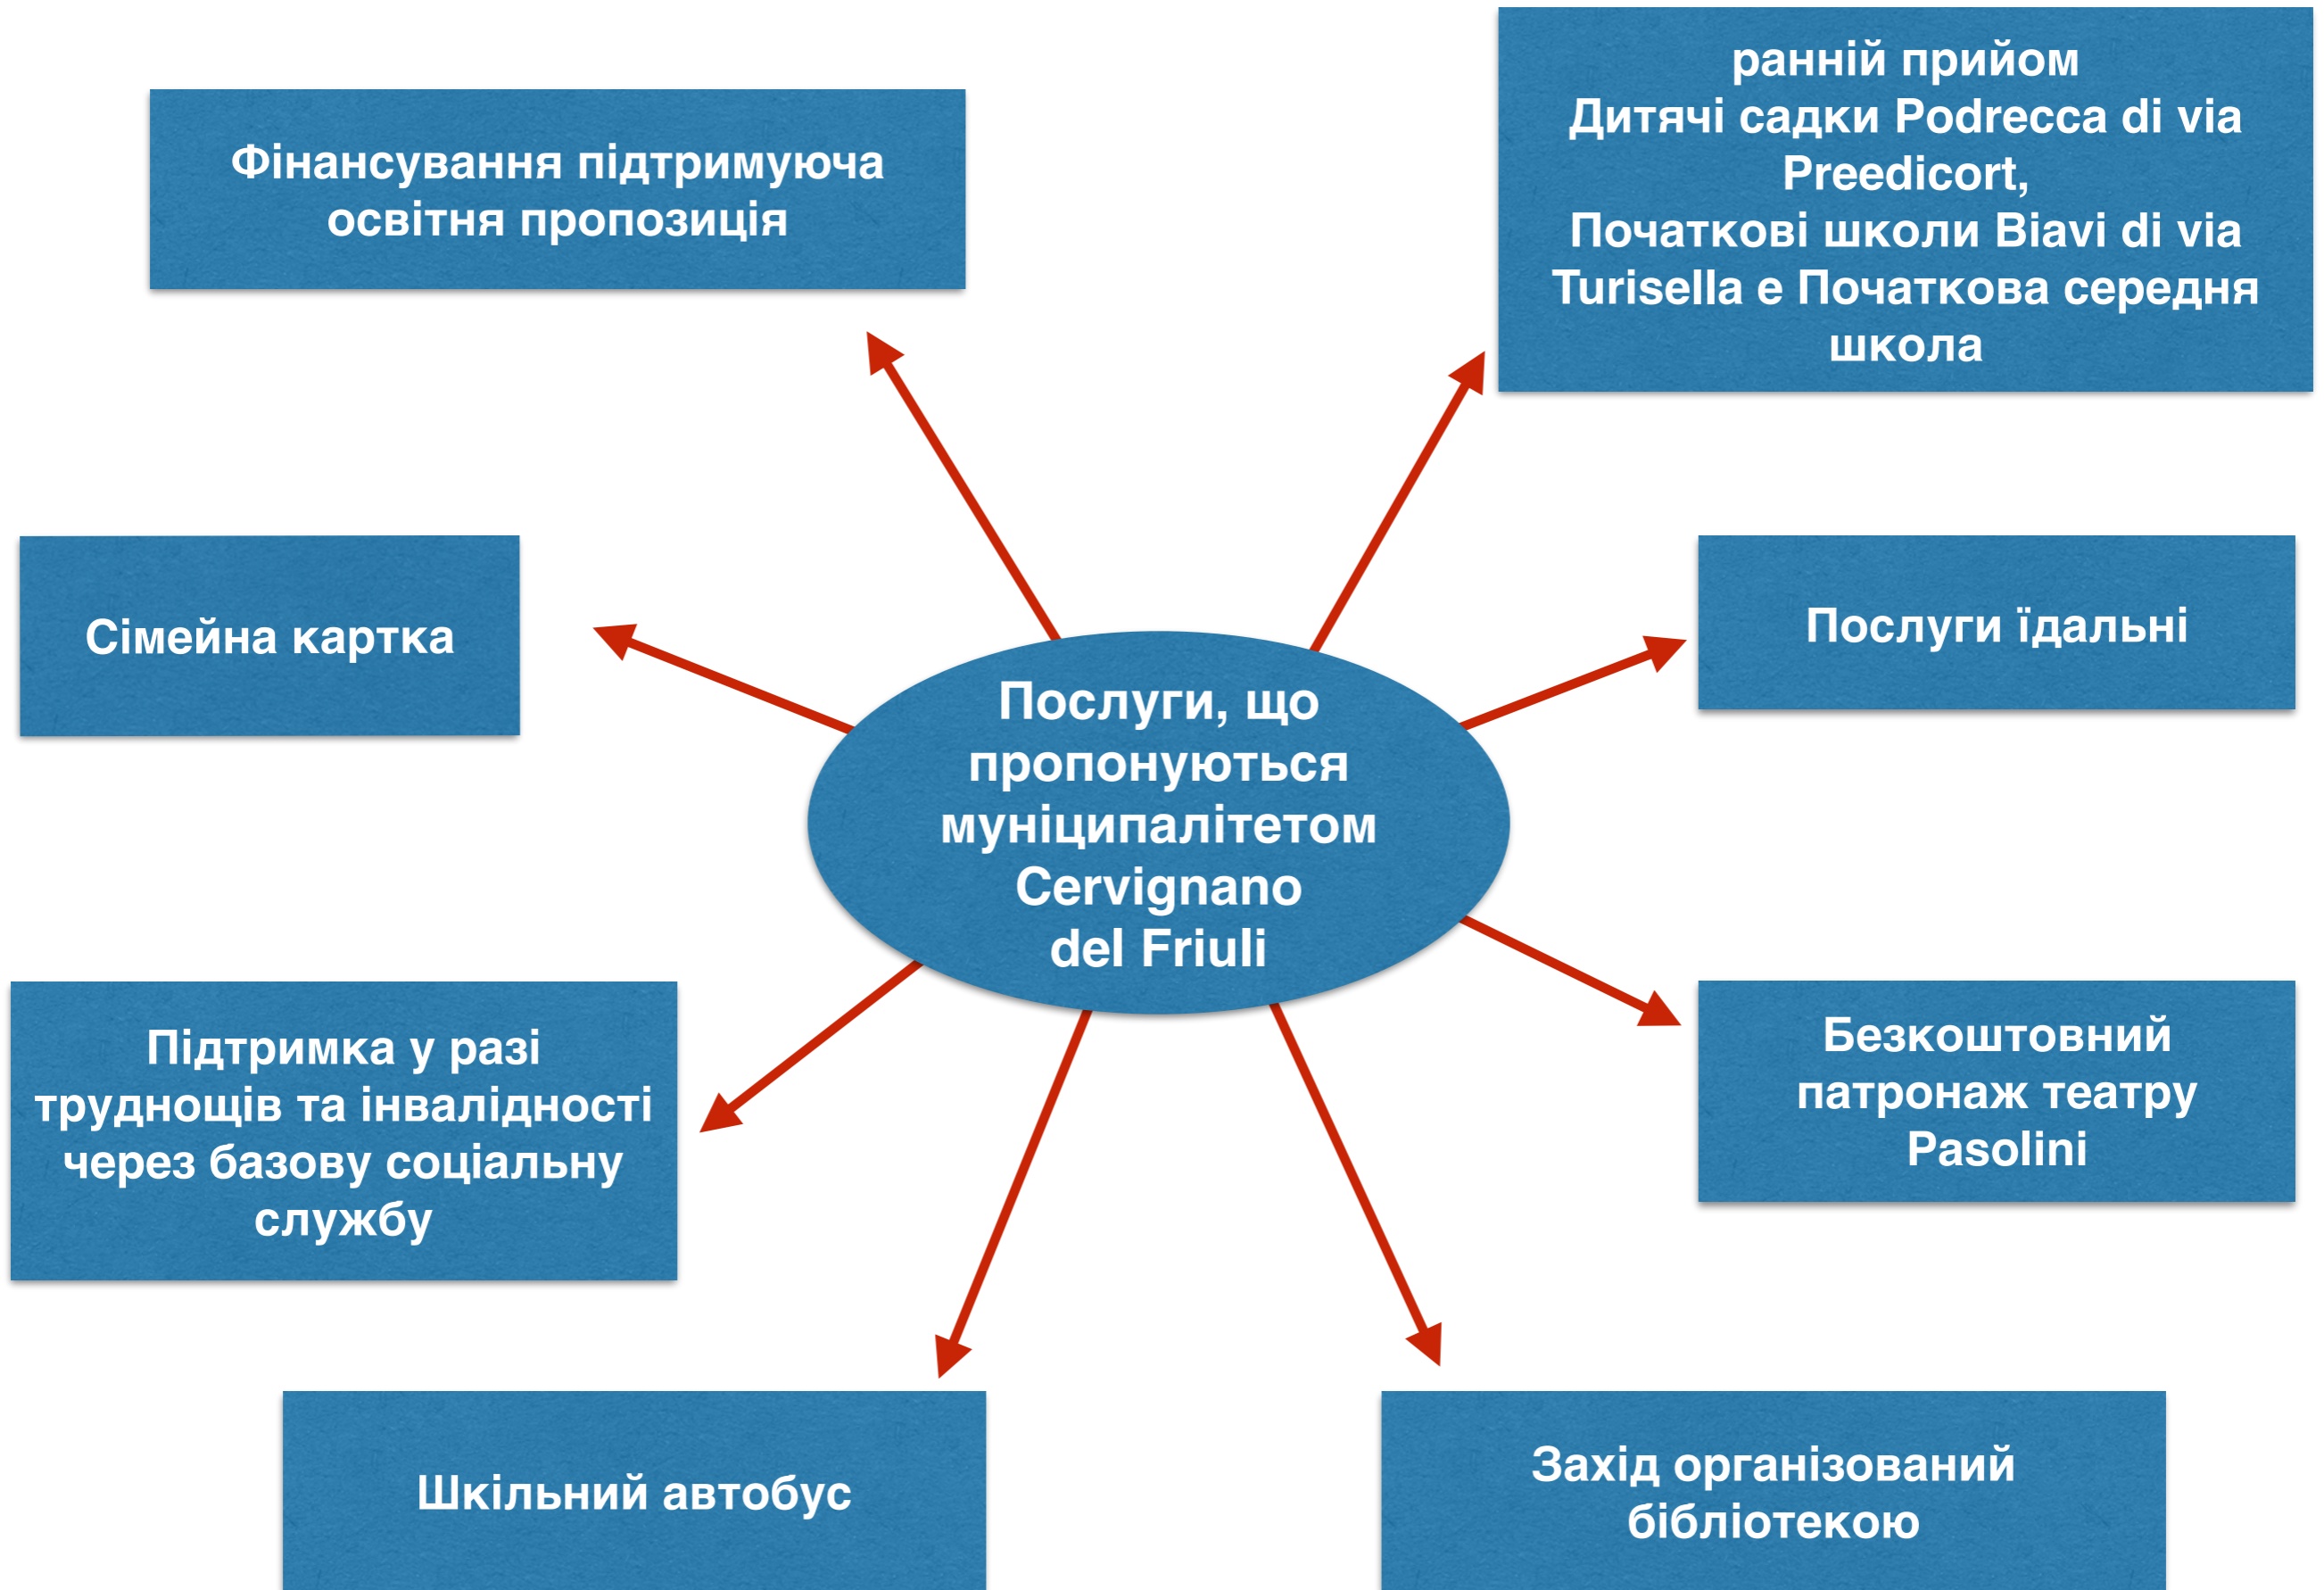 Фінансування підтримуюча
освітня пропозиція
ранній прийом
Дитячі садки Podrecca di via
Preedicort,
Початкові школи Biavi di via
Turisella e Початкова середня
школа
Сімейна картка
Послуги їдальні
Послуги, що
пропонуються
муніципалітетом
Cervignano
del Friuli
Підтримка у разі
труднощів та інвалідності
через базову соціальну
службу
Безкоштовний
патронаж театру
Pasolini
Шкільний автобус
Захід організований
бібліотекою